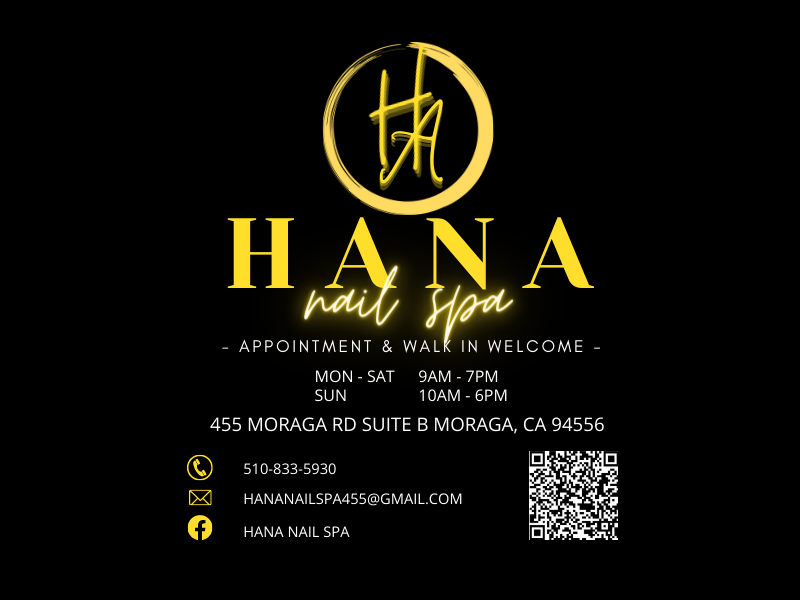 HA
HANA
nail spa
- APPOINTMENT & WALK IN WELCOME -
MON - SAT 9AM - 7PM
SUN 10AM - 6PM
455 MORAGA RD SUITE B MORAGA, CA 94556
510-833-5930
HANANAILSPA455@GMAIL.COM
HANA NAIL SPA